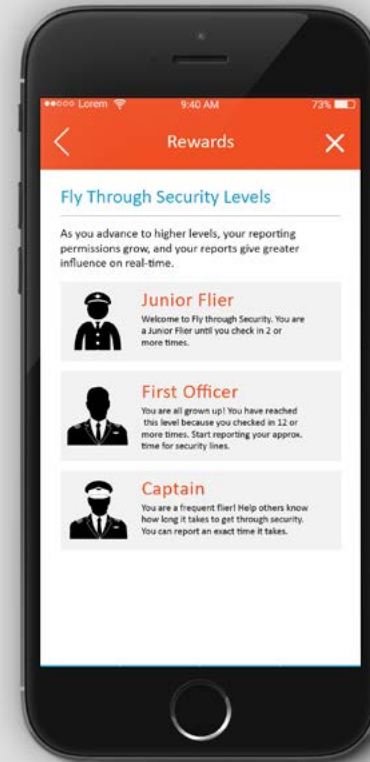 Lorem 9:40 AM 73%
Rewards
Fly Through Security Levels
As you advance to higher levels, your reporting
permissions grow, and your reports give greater
influence on real-time.
Junior Flier
Welcome to Fly through Security. You are
a Junior Flier until you check in 2 or
more times.
First Officer
You are all grown up! You have reached
this level because you checked in 12 or
more times. Start reporting your approx.
time for security lines.
Captain
You are a frequent flier! Help others know
how long it takes to get through security.
You can report an exact time it takes.